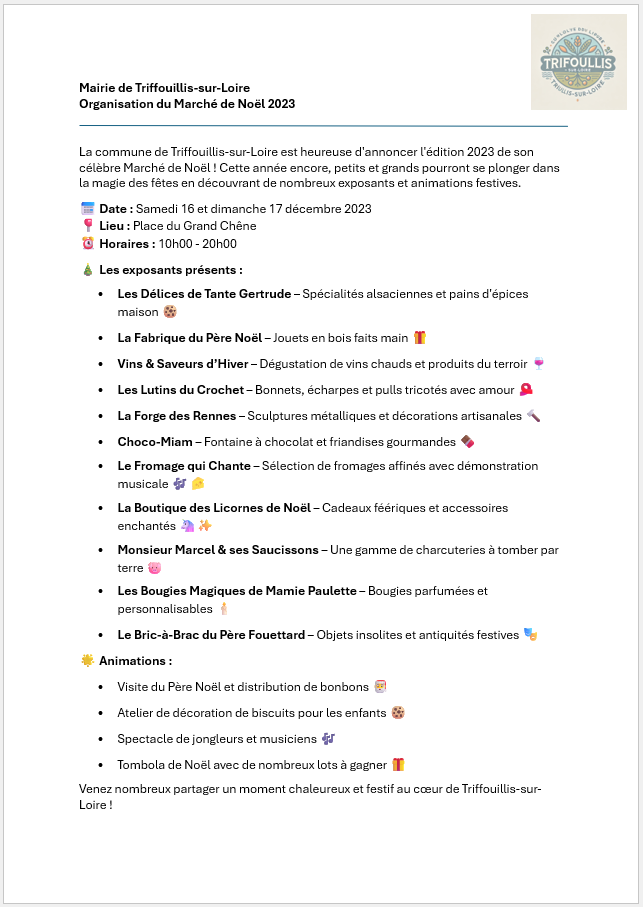 TRIFOULLIS
SUR LOIRE
Mairie de Triffouillis-sur-Loire
Organisation du Marché de Noël 2023
La commune de Triffouillis-sur-Loire est heureuse d'annoncer l'édition 2023 de son
célèbre Marché de Noël ! Cette année encore, petits et grands pourront se plonger dans
la magie des fêtes en découvrant de nombreux exposants et animations festives.
📅 Date : Samedi 16 et dimanche 17 décembre 2023
📍 Lieu : Place du Grand Chêne
⏰ Horaires : 10h00 - 20h00
🎄 Les exposants présents :
• Les Délices de Tante Gertrude – Spécialités alsaciennes et pains d'épices
maison 🍪
• La Fabrique du Père Noël – Jouets en bois faits main 🎁
• Vins & Saveurs d'Hiver – Dégustation de vins chauds et produits du terroir 🍷
• Les Lutins du Crochet – Bonnets, écharpes et pulls tricotés avec amour 🧣
• La Forge des Rennes – Sculptures métalliques et décorations artisanales 🔨
• Choco-Miam – Fontaine à chocolat et friandises gourmandes 🍫
• Le Fromage qui Chante – Sélection de fromages affinés avec démonstration
musicale 🎶 🧀
• La Boutique des Licornes de Noël – Cadeaux féériques et accessoires
enchantés 🦄 ✨
• Monsieur Marcel & ses Saucissons – Une gamme de charcuteries à tomber par
terre 🐷
• Les Bougies Magiques de Mamie Paulette – Bougies parfumées et
personnalisables 🕯️
• Le Bric-à-Brac du Père Fouettard – Objets insolites et antiquités festives 🎭
🌟 Animations :
• Visite du Père Noël et distribution de bonbons 🎅
• Atelier de décoration de biscuits pour les enfants 🍪
• Spectacle de jongleurs et musiciens 🎶
• Tombola de Noël avec de nombreux lots à gagner 🎁
Venez nombreux partager un moment chaleureux et festif au cœur de Triffouillis-sur-
Loire !